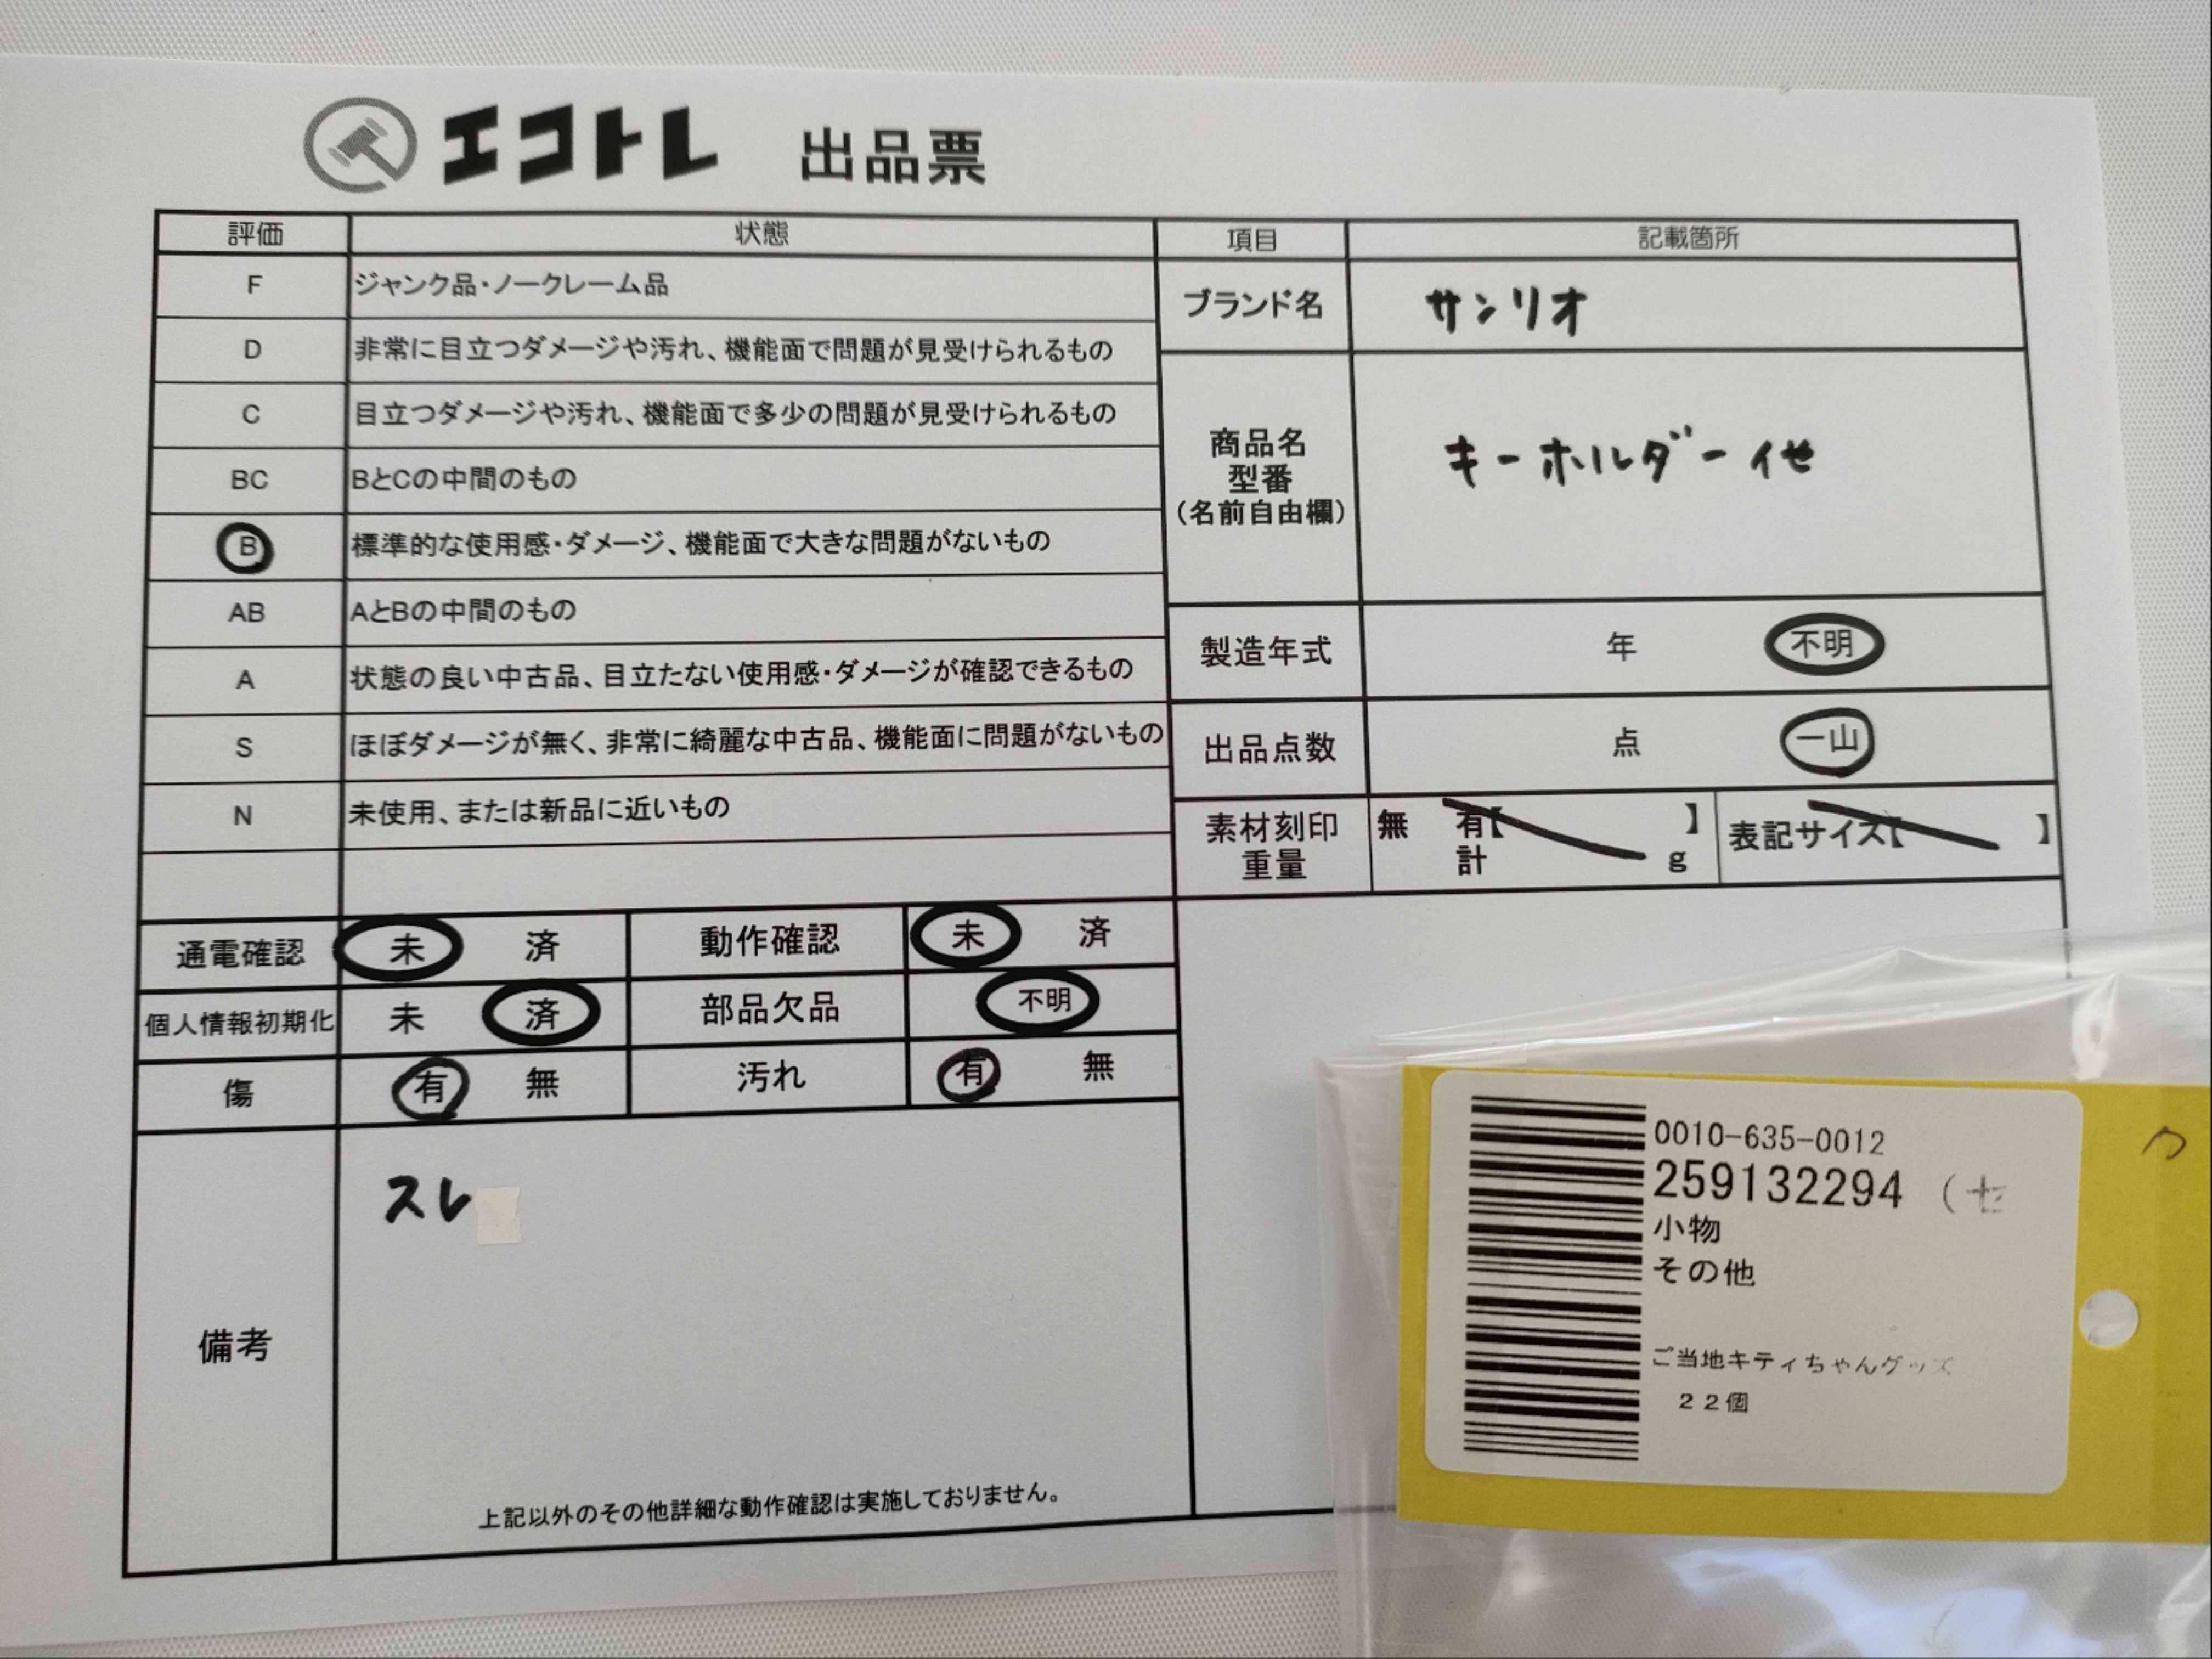 エコトレ 出品票
評価 状態
F ジャンク品・ノークレーム品
D 非常に目立つダメージや汚れ、機能面で問題が見受けられるもの
C 目立つダメージや汚れ、機能面で多少の問題が見受けられるもの
BC BとCの中間のもの
B 標準的な使用感・ダメージ、機能面で大きな問題がないもの
AB AとBの中間のもの
A 状態の良い中古品、目立たない使用感・ダメージが確認できるもの
S ほぼダメージが無く、非常に綺麗な中古品、機能面に問題がないもの
N 未使用、または新品に近いもの
項目 記載箇所
ブランド名 サンリオ
商品名
型番
(名前自由欄)
キーホルダー他
製造年式 年 不明
出品点数 点 一山
素材刻印 無 有【 】 表記サイズ【 】
重量 計 g
通電確認 未 済 動作確認 未 済
個人情報初期化 未 済 部品欠品 不明
傷 有 無 汚れ 有 無
備考
スレ
上記以外のその他詳細な動作確認は実施しておりません。
0010-635-0012
259132294 (セ
小物
その他
ご当地キティちゃんグッズ
22個